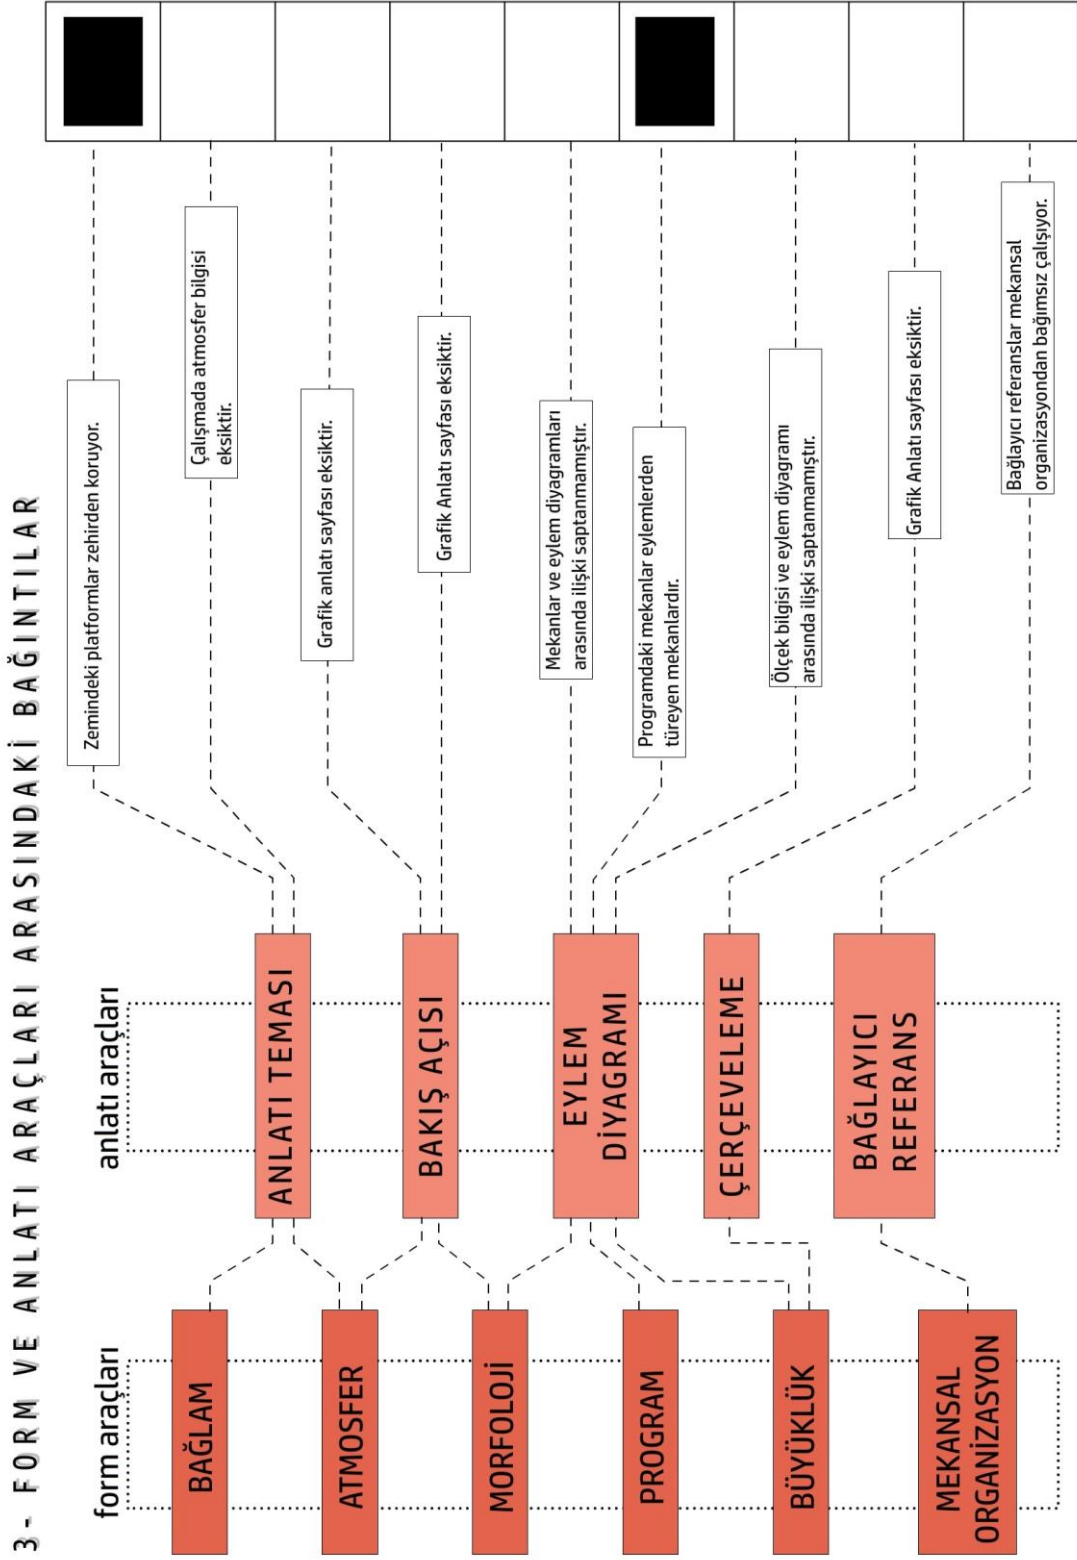 3- FORM VE ANLATI ARAÇLARI ARASINDAKİ BAĞINTILAR
form araçları
BAĞLAM
ATMOSFER
MORFOLOJİ
PROGRAM
BÜYÜKLÜK
MEKANSAL
ORGANİZASYON
anlatı araçları
ANLATI TEMASI
BAKIŞ AÇISI
EYLEM
DİYAGRAMI
ÇERÇEVELEME
BAĞLAYICI
REFERANS
Zemindeki platformlar zehirden koruyor.
Çalışmada atmosfer bilgisi
eksiktir.
Grafik anlatı sayfası eksiktir.
Grafik Anlatı sayfası eksiktir.
Mekanlar ve eylem diyagramları
arasında ilişki saptanmamıştır.
Programdaki mekanlar eylemlerden
türeyen mekanlardır.
Ölçek bilgisi ve eylem diyagramı
arasında ilişki saptanmamıştır.
Grafik Anlatı sayfası eksiktir.
Bağlayıcı referanslar mekansal
organizasyondan bağımsız çalışıyor.